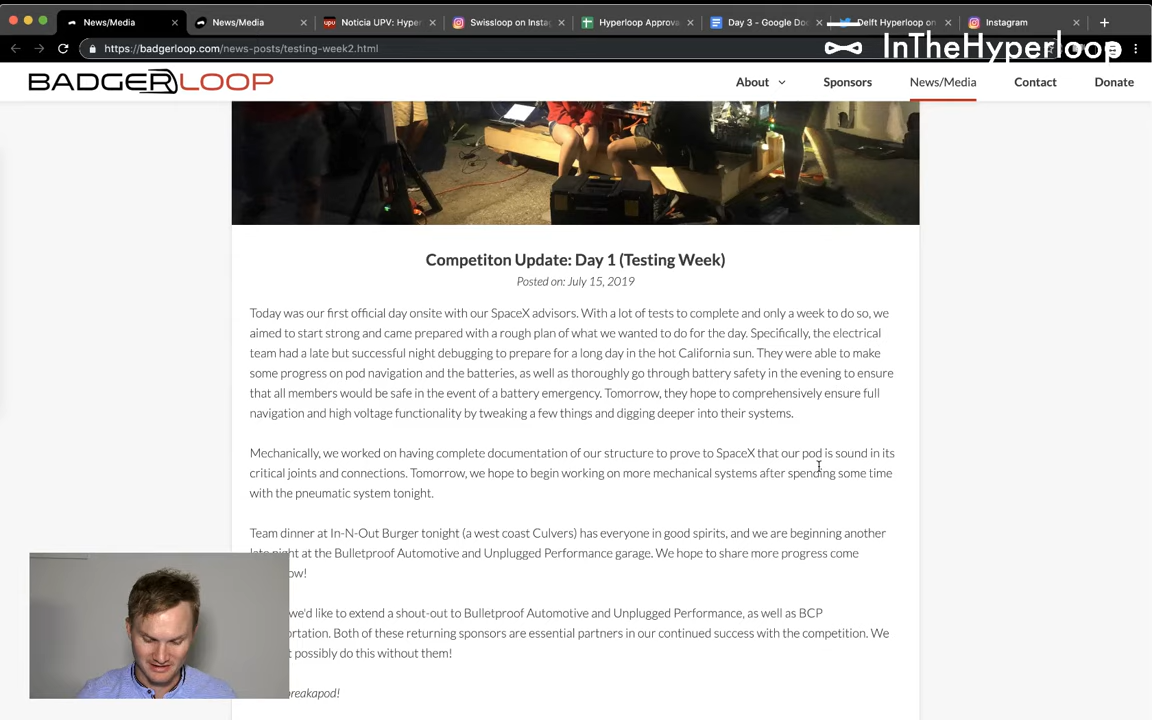 News/Media
News/Media
Noticia UPV: Hyper
Swissloop on Insta
Hyperloop Approva
Day 3 - Google Do
Delft Hyperloop on
Instagram
https://badgerloop.com/news-posts/testing-week2.html
InTheHyperloop
BADGERLOOP
About
Sponsors
News/Media
Contact
Donate
Competiton Update: Day 1 (Testing Week)
Posted on: July 15, 2019
Today was our first official day onsite with our SpaceX advisors. With a lot of tests to complete and only a week to do so, we
aimed to start strong and came prepared with a rough plan of what we wanted to do for the day. Specifically, the electrical
team had a late but successful night debugging to prepare for a long day in the hot California sun. They were able to make
some progress on pod navigation and the batteries, as well as thoroughly go through battery safety in the evening to ensure
that all members would be safe in the event of a battery emergency. Tomorrow, they hope to comprehensively ensure full
navigation and high voltage functionality by tweaking a few things and digging deeper into their systems.
Mechanically, we worked on having complete documentation of our structure to prove to SpaceX that our pod is sound in its
critical joints and connections. Tomorrow, we hope to begin working on more mechanical systems after spending some time
with the pneumatic system tonight.
Team dinner at In-N-Out Burger tonight (a west coast Culvers) has everyone in good spirits, and we are beginning another
late night at the Bulletproof Automotive and Unplugged Performance garage. We hope to share more progress come
ow!
we'd like to extend a shout-out to Bulletproof Automotive and Unplugged Performance, as well as BCP
ortation. Both of these returning sponsors are essential partners in our continued success with the competition. We
t possibly do this without them!
reakapod!